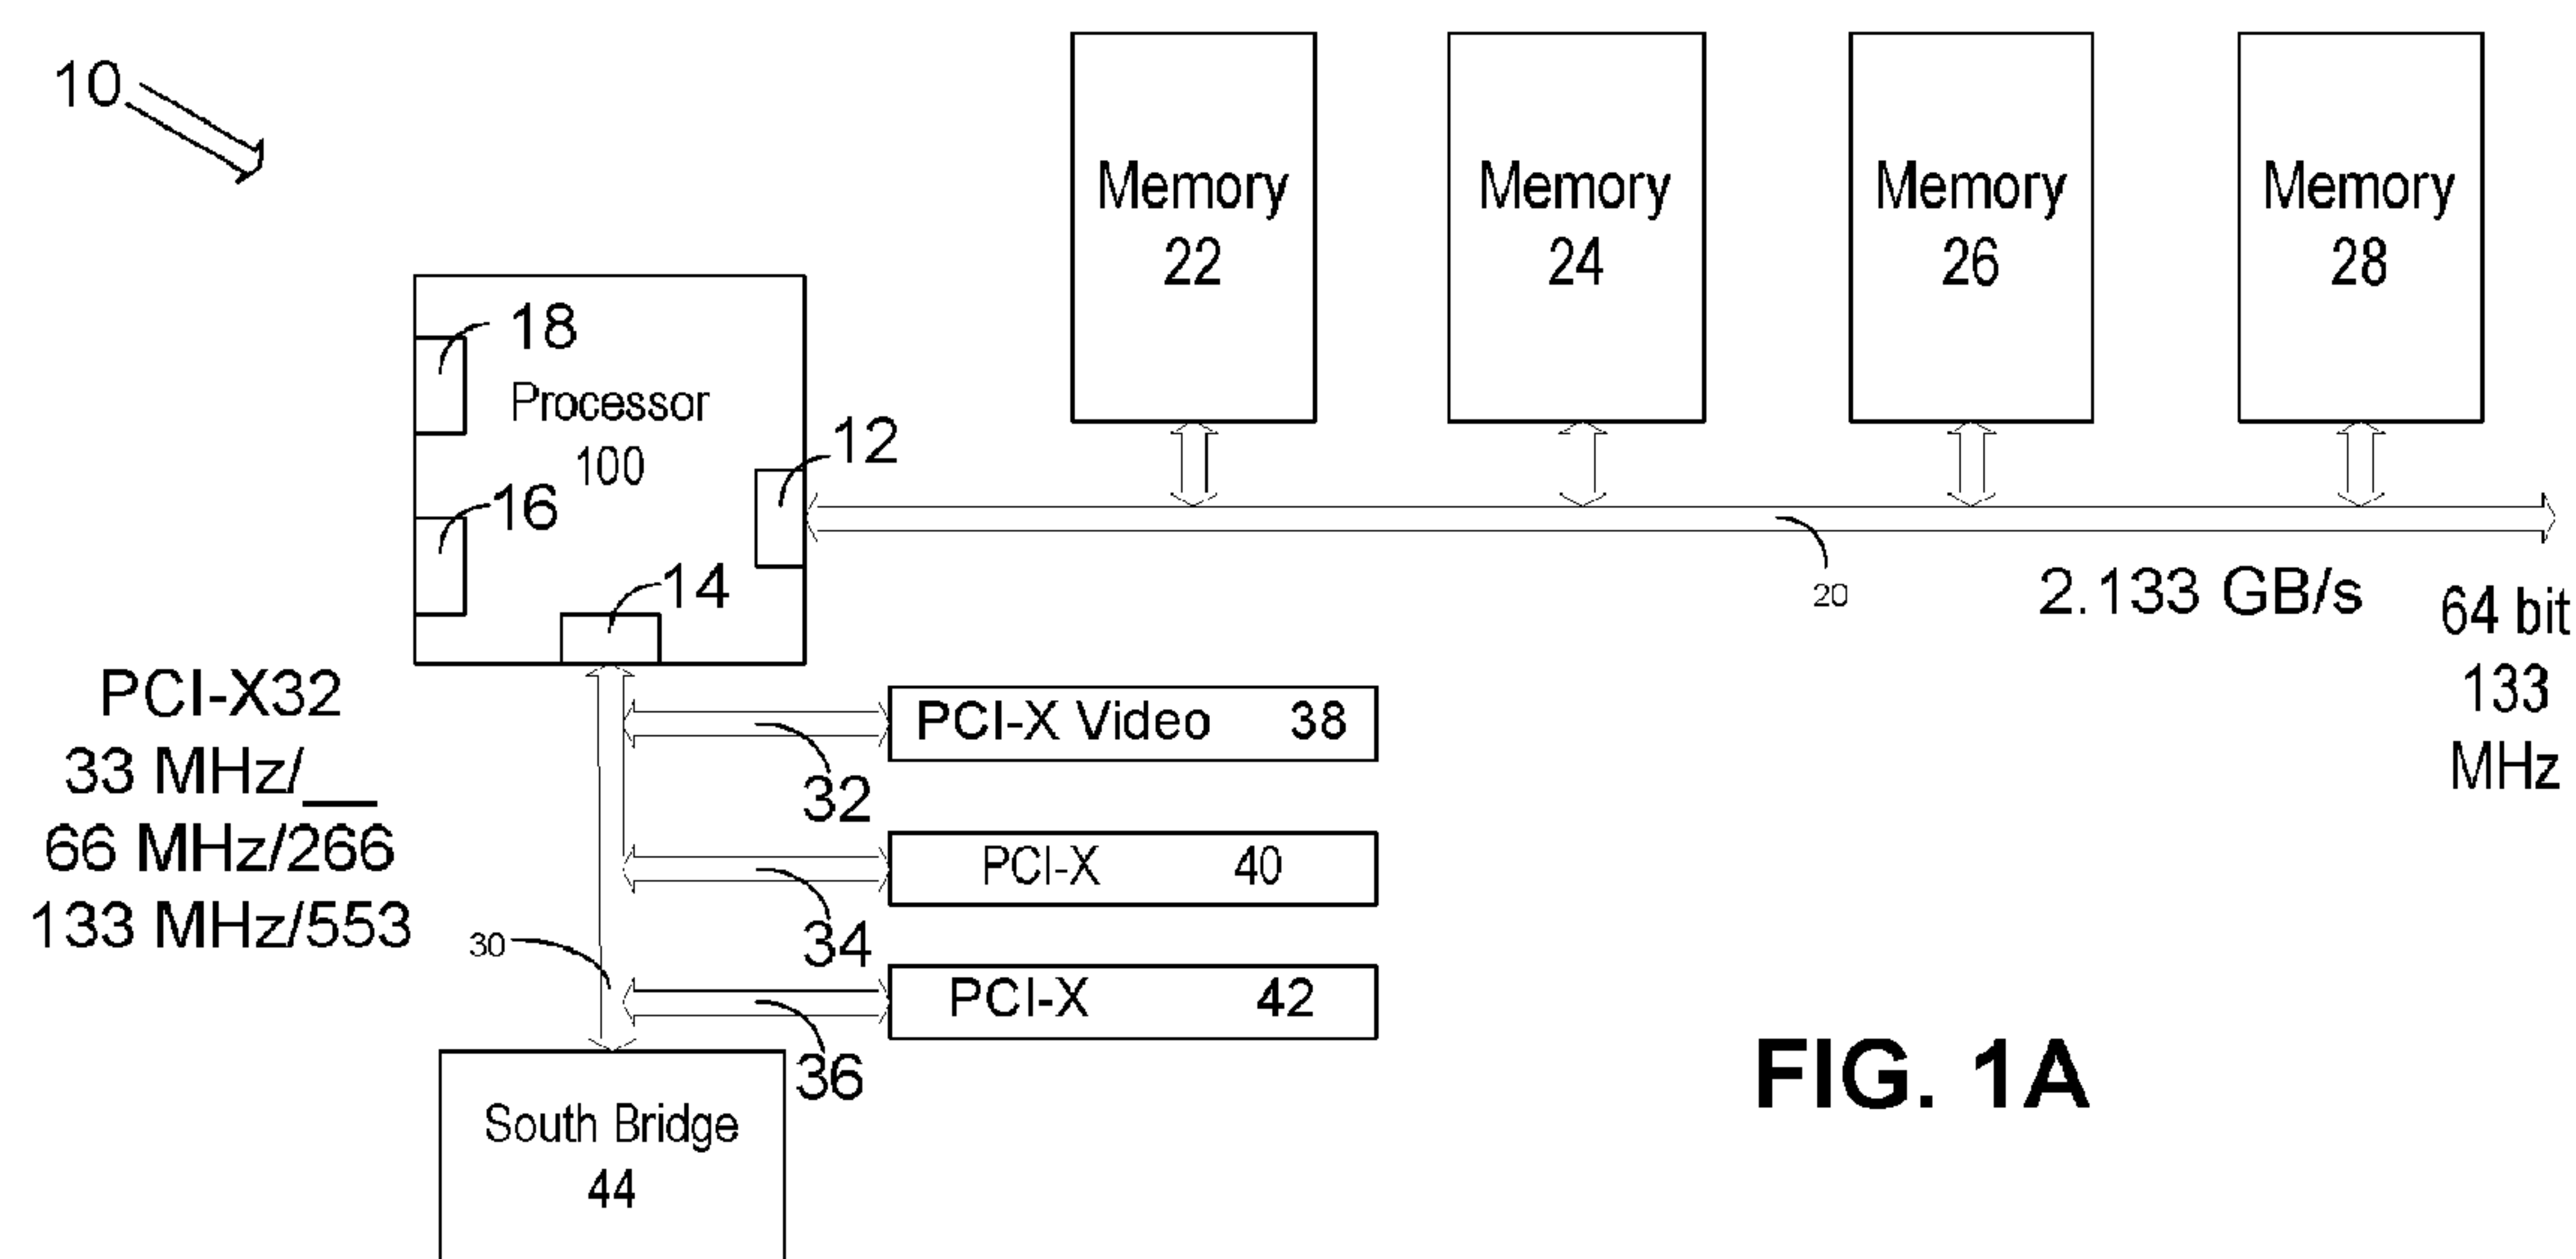 10
Memory
22
Memory
24
Memory
26
Memory
28
18
Processor
100
12
16
14
20
2.133 GB/s
64 bit
133
MHz
PCI-X32
33 MHz/__
66 MHz/266
133 MHz/553
PCI-X Video 38
32
PCI-X 40
34
30
PCI-X 42
36
South Bridge
44
FIG. 1A